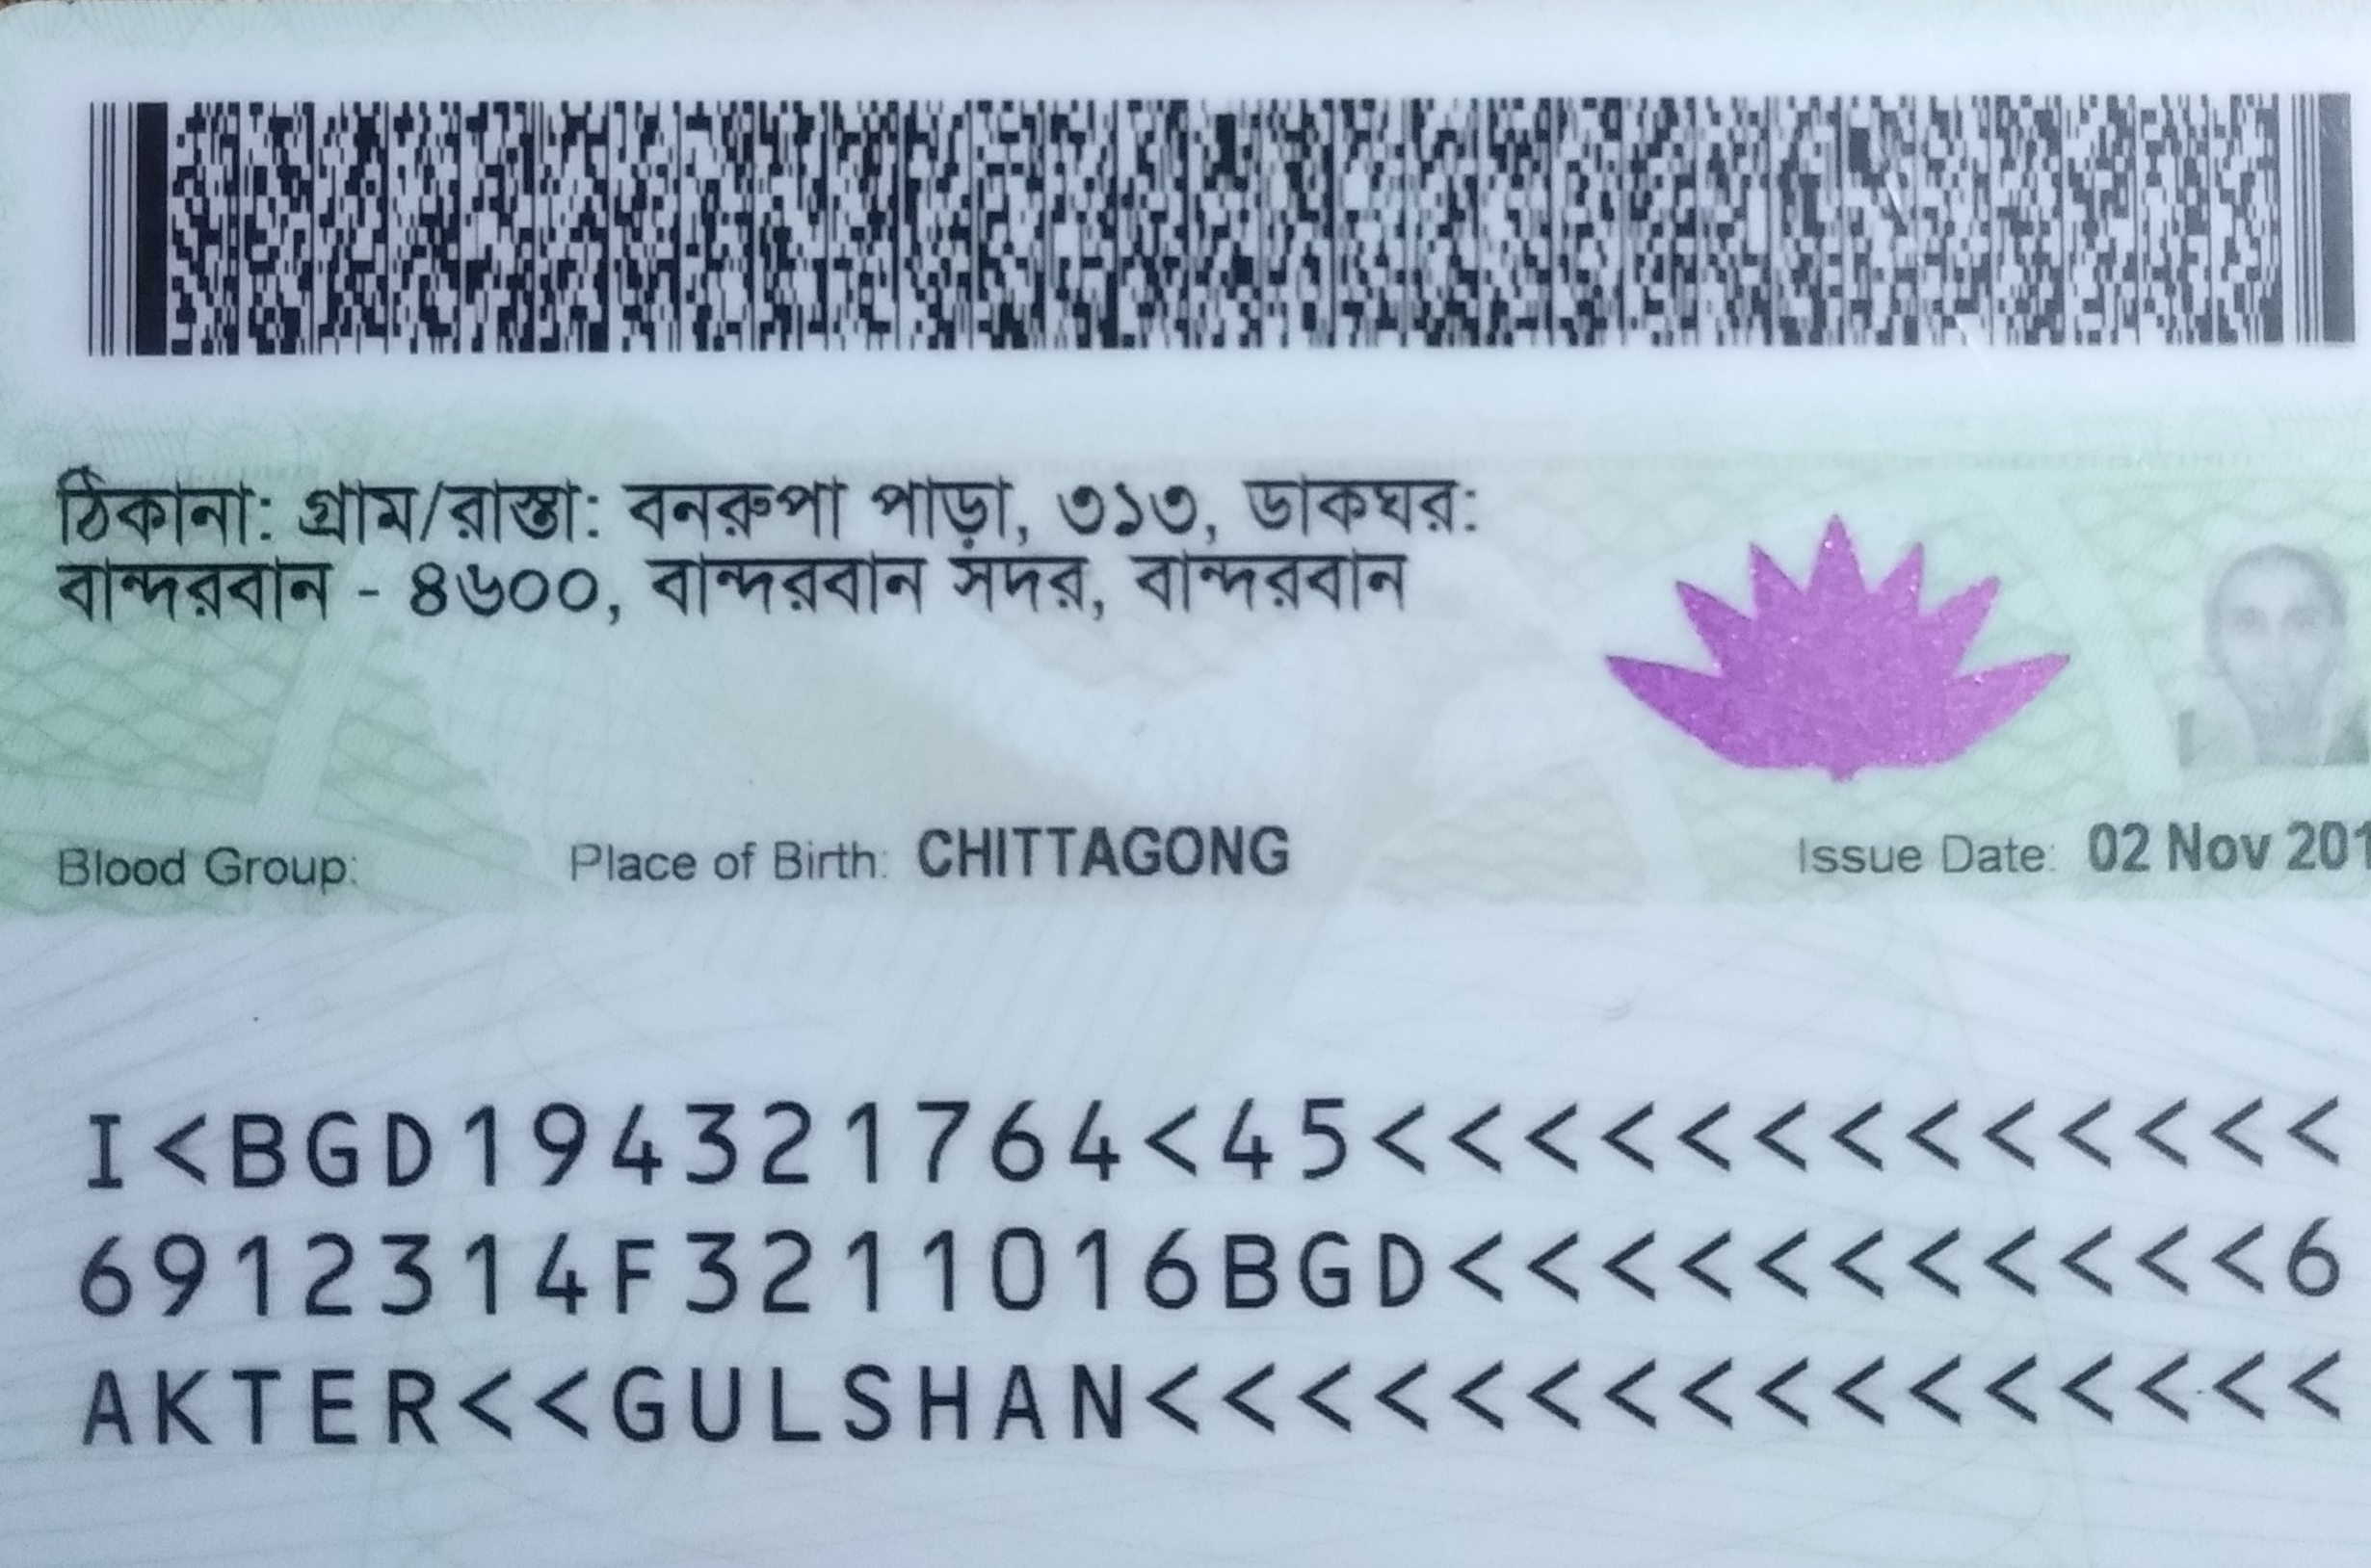 ঠিকানা: গ্রাম/রাস্তা: বনরুপা পাড়া, ৩১৩, ডাকঘর:
বান্দরবান - ৪৬০০, বান্দরবান সদর, বান্দরবান
Blood Group: Place of Birth: CHITTAGONG Issue Date: 02 Nov 201
I<BGD194321764<45<<<<<<<<<<<<<
6912314F3211016BGD<<<<<<<<<<<6
AKTER<<GULSHAN<<<<<<<<<<<<<<<<